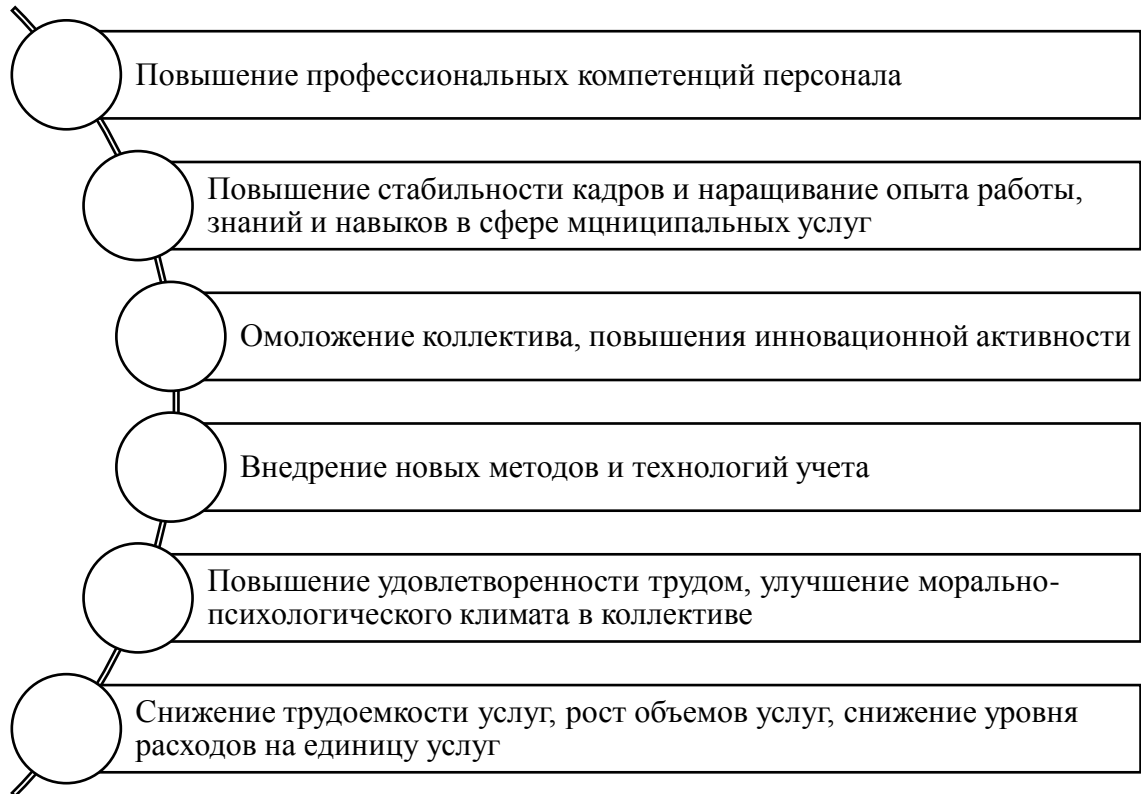 Повышение профессиональных компетенций персонала
Повышение стабильности кадров и наращивание опыта работы,
знаний и навыков в сфере мцниципальных услуг
Омоложение коллектива, повышения инновационной активности
Внедрение новых методов и технологий учета
Повышение удовлетворенности трудом, улучшение морально-
психологического климата в коллективе
Снижение трудоемкости услуг, рост объемов услуг, снижение уровня
расходов на единицу услуг